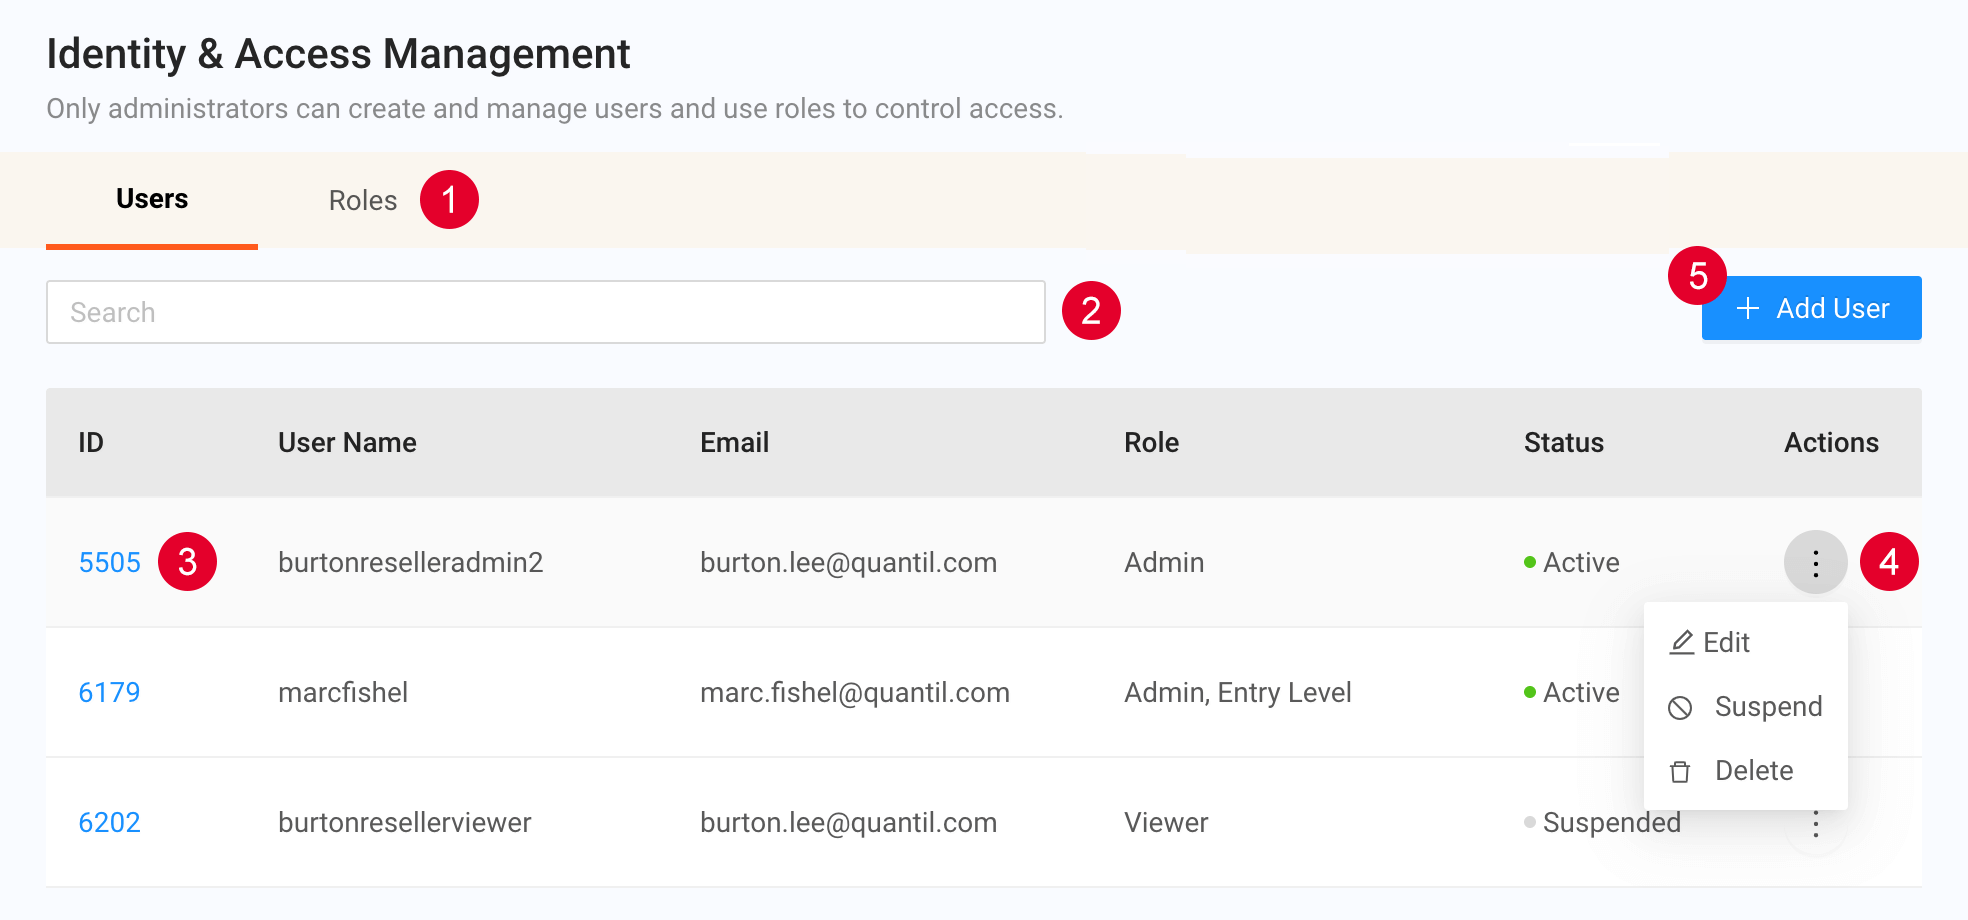 Identity & Access Management
Only administrators can create and manage users and use roles to control access.
Users Roles 1
Search 2 5 + Add User
ID User Name Email Role Status Actions
5505 3 burtonreselleradmin2 burton.lee@quantil.com Admin Active 4
Edit
6179 marcfishel marc.fishel@quantil.com Admin, Entry Level Active
Suspend
Delete
6202 burtonresellerviewer burton.lee@quantil.com Viewer Suspended